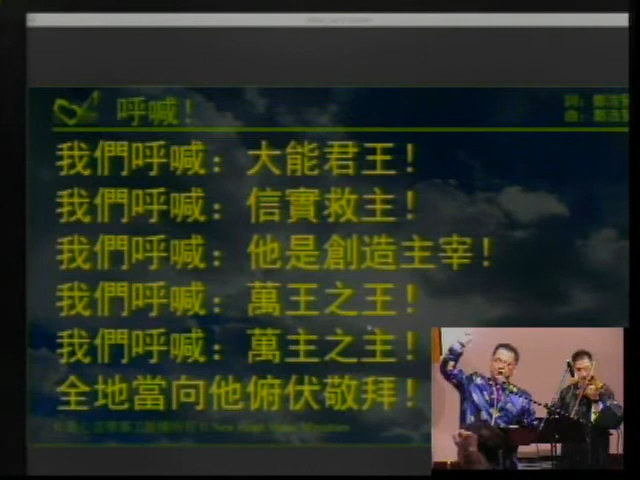 呼喊!
詞:
曲:
我們呼喊: 大能君王!
我們呼喊: 信實救主!
我們呼喊: 他是創造主宰!
我們呼喊: 萬王之王!
我們呼喊: 萬主之主!
全地當向他俯伏敬拜!